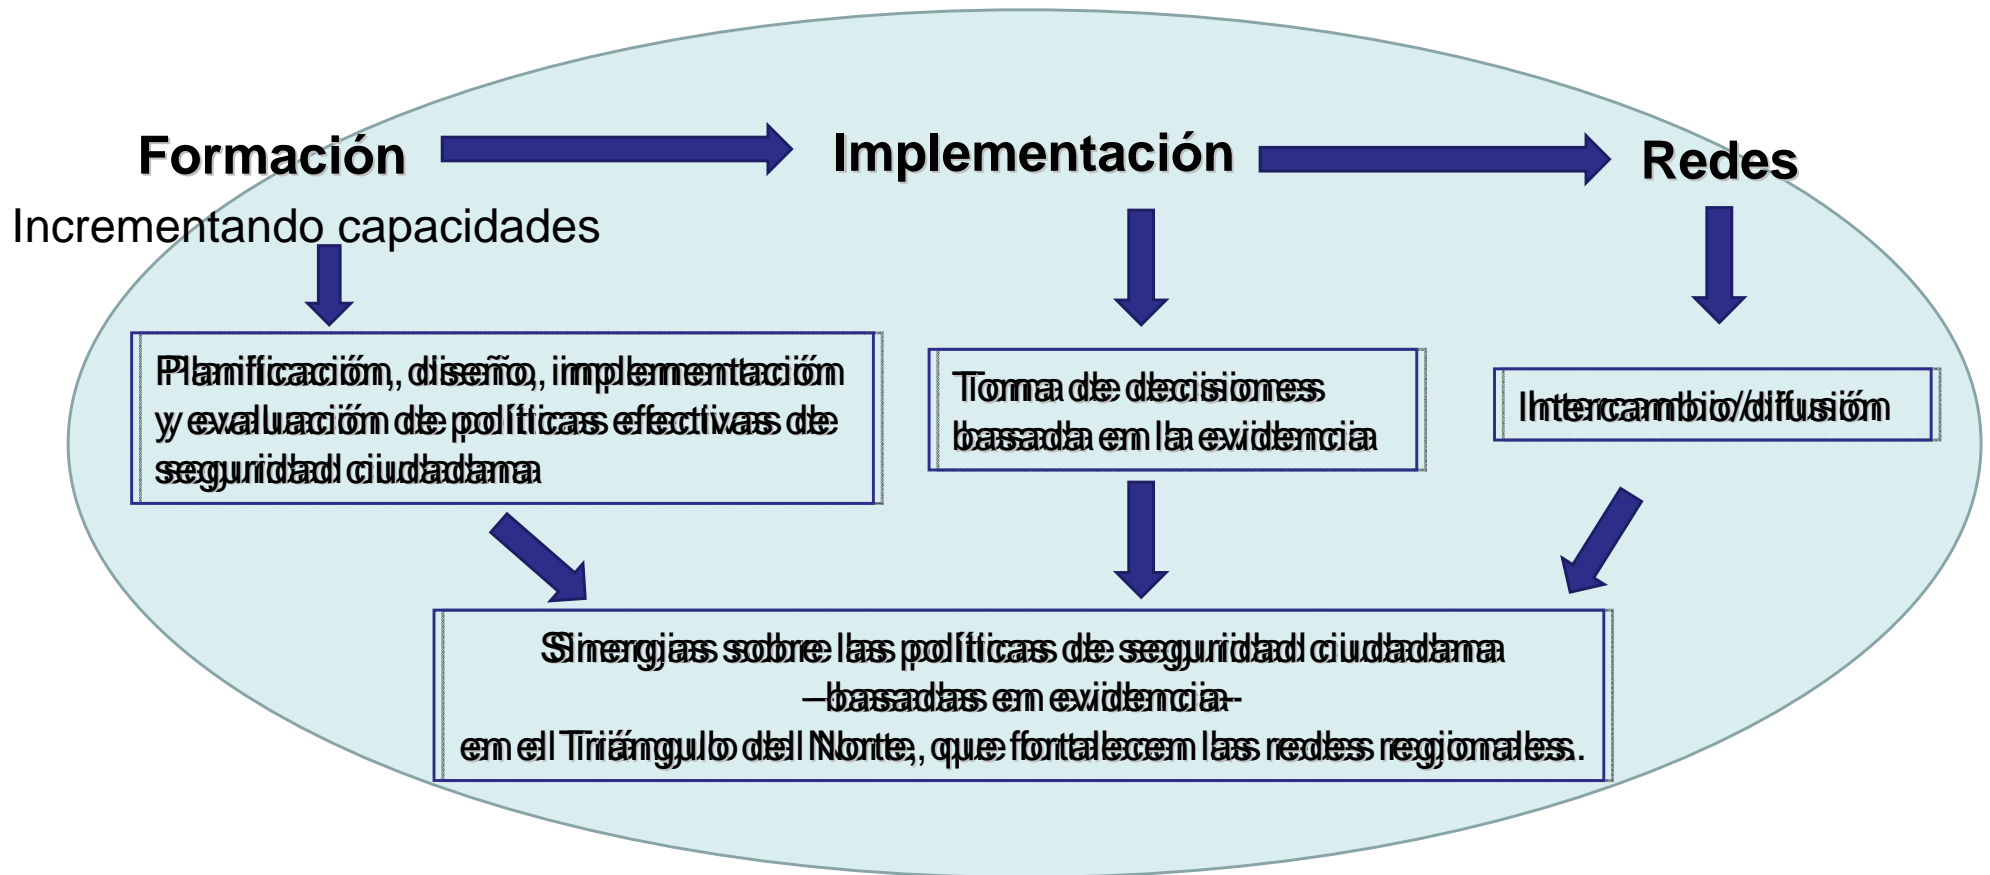 Formación
Implementación
Redes
Incrementando capacidades
Planificación, diseño, implementación
y evaluación de políticas efectivas de
seguridad ciudadana
Toma de decisiones
basada en la evidencia
Intercambio/difusión
Sinergias sobre las políticas de seguridad ciudadana
–basadas en evidencia-
en el Triángulo del Norte, que fortalecen las redes regionales.